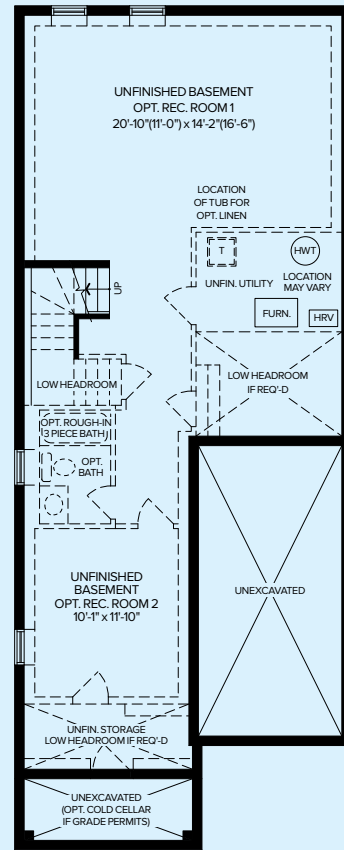 UNFINISHED BASEMENT
OPT. REC. ROOM 1
20'-10"(11'-0") x 14'-2"(16'-6")
LOCATION
OF TUB FOR
OPT. LINEN
T
HWT
UNFIN. UTILITY
LOCATION
MAY VARY
UP
FURN.
HRV
LOW HEADROOM
LOW HEADROOM
IF REQ'-D
OPT. ROUGH-IN
3 PIECE BATH
OPT.
BATH
UNFINISHED
BASEMENT
OPT. REC. ROOM 2
10'-1" x 11'-10"
UNEXCAVATED
UNFIN. STORAGE
LOW HEADROOM IF REQ'-D
UNEXCAVATED
(OPT. COLD CELLAR
IF GRADE PERMITS)